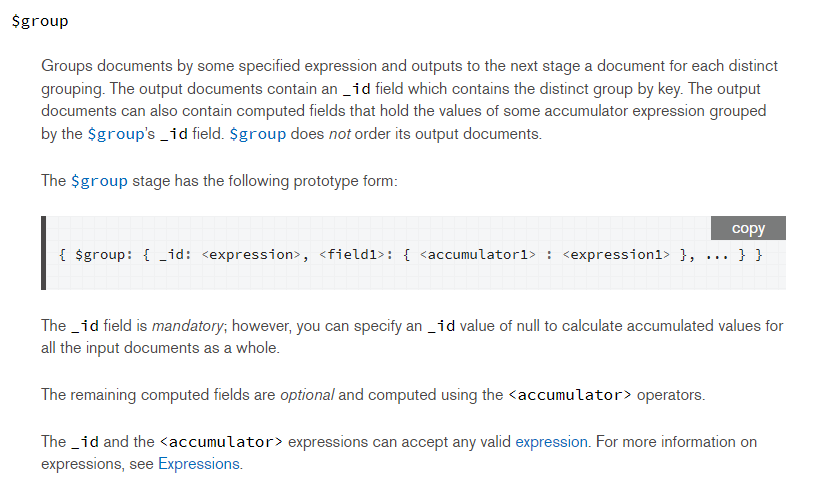 $group
Groups documents by some specified expression and outputs to the next stage a document for each distinct
grouping. The output documents contain an _id field which contains the distinct group by key. The output
documents can also contain computed fields that hold the values of some accumulator expression grouped
by the $group's _id field. $group does not order its output documents.
The $group stage has the following prototype form:
copy
{ $group: { _id: <expression>, <field1>: { <accumulator1> : <expression1> }, ... } }
The _id field is mandatory; however, you can specify an _id value of null to calculate accumulated values for
all the input documents as a whole.
The remaining computed fields are optional and computed using the <accumulator> operators.
The _id and the <accumulator> expressions can accept any valid expression. For more information on
expressions, see Expressions.